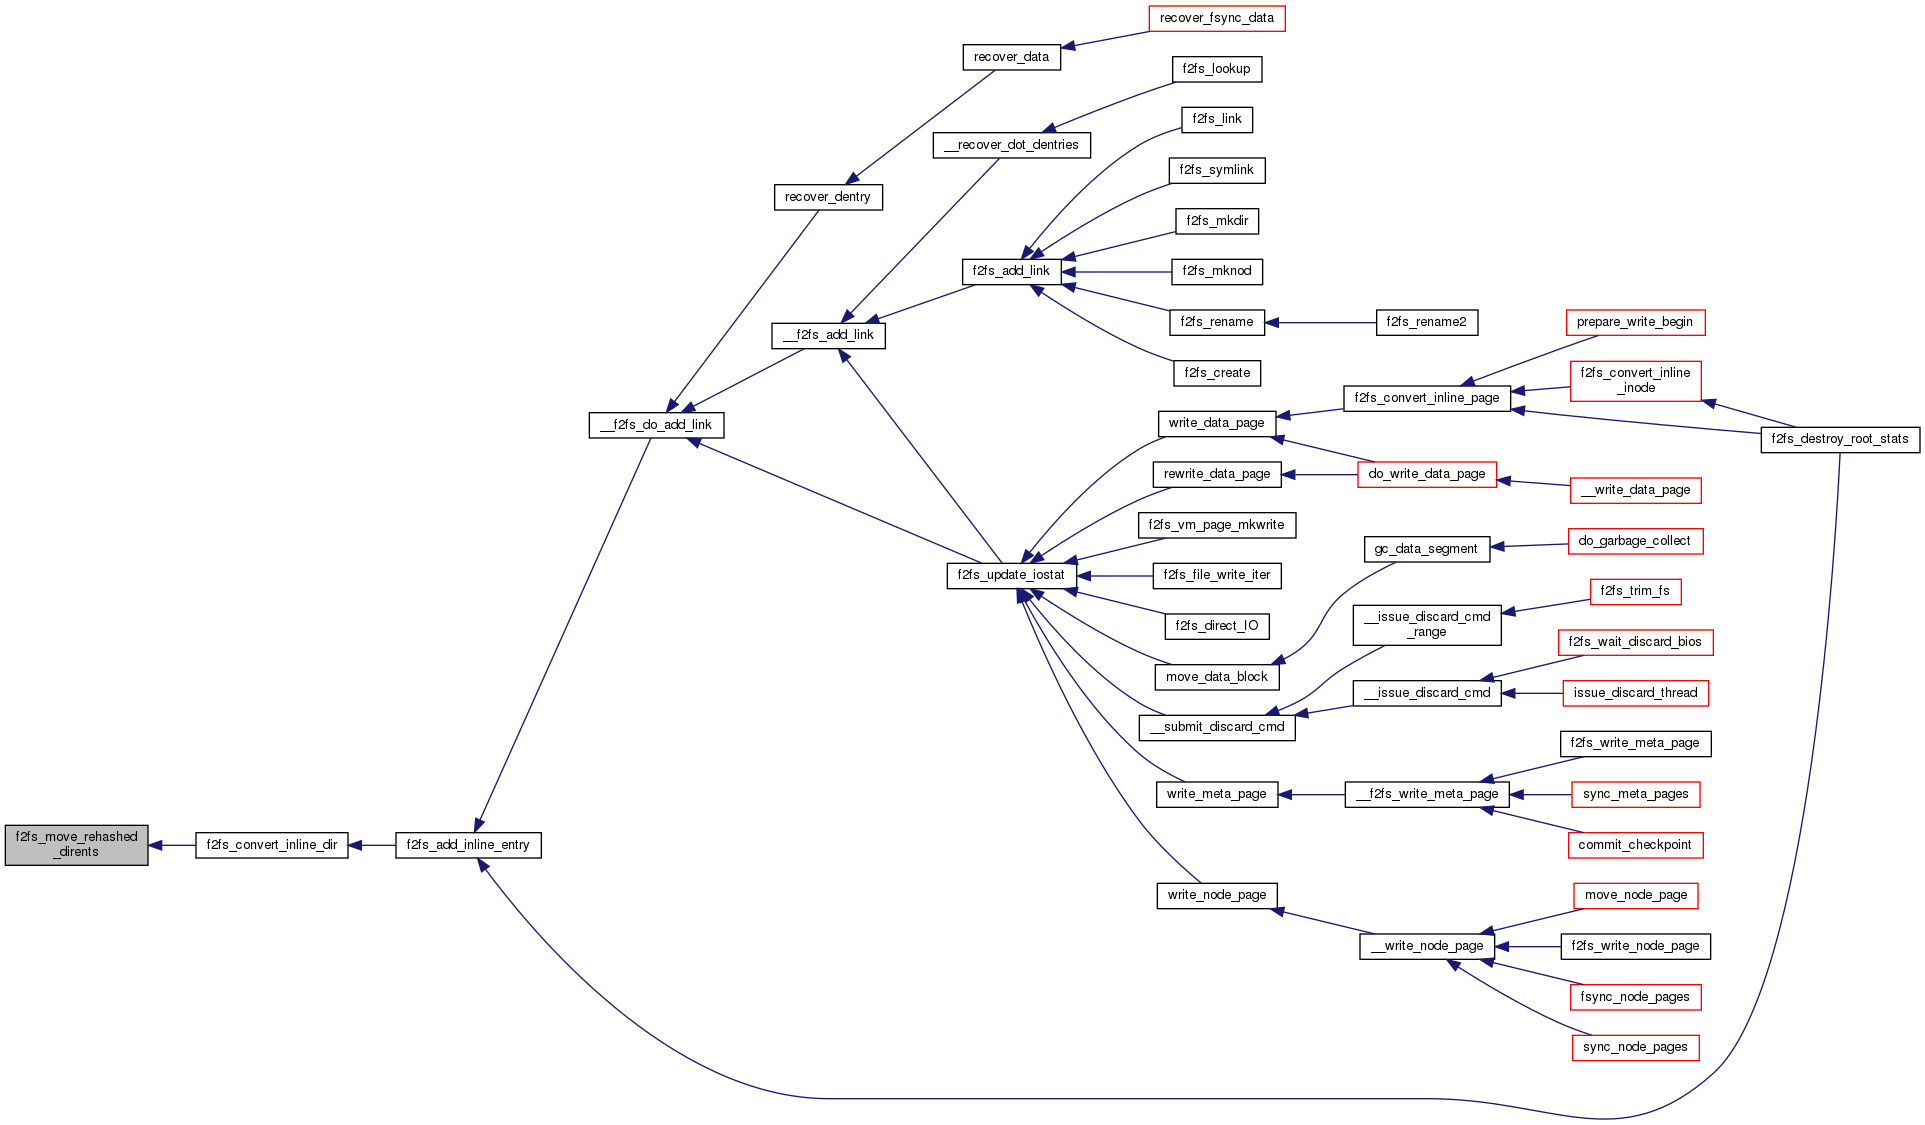 recover_fsync_data
recover_data
f2fs_lookup
f2fs_link
__recover_dot_dentries
f2fs_symlink
recover_dentry
f2fs_mkdir
f2fs_add_link
f2fs_mknod
f2fs_rename
f2fs_rename2
prepare_write_begin
__f2fs_add_link
f2fs_create
f2fs_convert_inline
_inode
f2fs_convert_inline_page
write_data_page
__f2fs_do_add_link
f2fs_destroy_root_stats
rewrite_data_page
do_write_data_page
__write_data_page
f2fs_vm_page_mkwrite
do_garbage_collect
gc_data_segment
f2fs_update_iostat
f2fs_file_write_iter
f2fs_trim_fs
__issue_discard_cmd
_range
f2fs_direct_IO
f2fs_wait_discard_bios
move_data_block
__issue_discard_cmd
issue_discard_thread
__submit_discard_cmd
f2fs_write_meta_page
write_meta_page
__f2fs_write_meta_page
sync_meta_pages
f2fs_move_rehashed
_dirents
f2fs_convert_inline_dir
f2fs_add_inline_entry
commit_checkpoint
write_node_page
move_node_page
__write_node_page
f2fs_write_node_page
fsync_node_pages
sync_node_pages